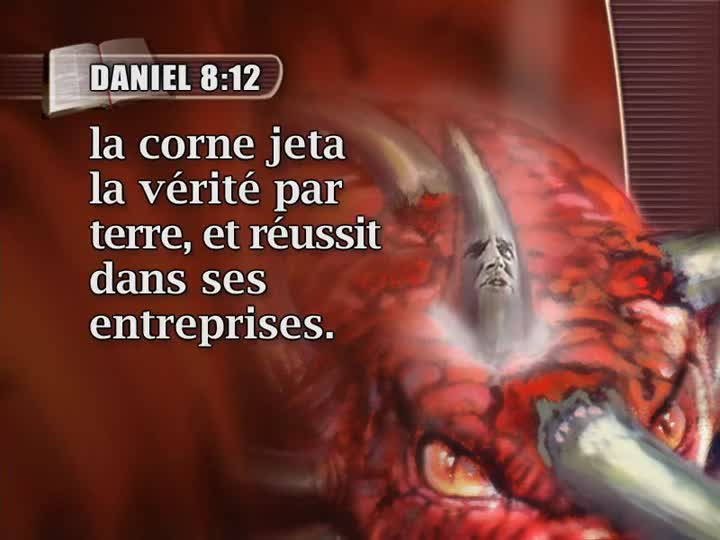 DANIEL 8:12
la corne jeta
la vérité par
terre, et réussit
dans ses
entreprises.